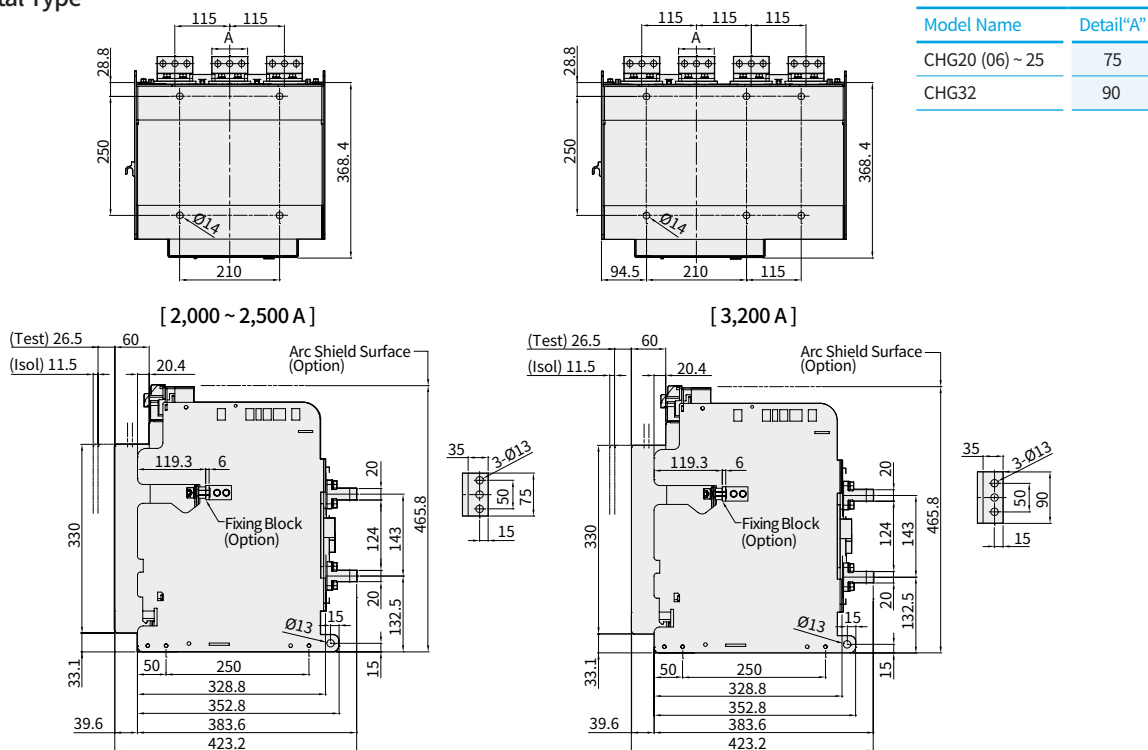 tal Type
115 115
A
28.8
250
368. 4
Ø14
210
115 115 115
A
28.8
250
368. 4
Ø14
94.5 210 115
Model Name Detail“A”
CHG20 (06) ~ 25 75
CHG32 90
[ 2,000 ~ 2,500 A ]
(Test) 26.5 60
(Isol) 11.5 20.4
Arc Shield Surface
(Option)
119.3 6
Fixing Block
(Option)
330
33.1
20
124
143
20
132.5
465.8
Ø13
15
15
50 250
328.8
352.8
39.6 383.6
423.2
35
3-Ø13
50
75
15
[ 3,200 A ]
(Test) 26.5 60
(Isol) 11.5 20.4
Arc Shield Surface
(Option)
119.3 6
Fixing Block
(Option)
330
33.1
20
124
143
20
132.5
465.8
Ø13
15
15
50 250
328.8
352.8
39.6 383.6
423.2
35
3-Ø13
50
90
15